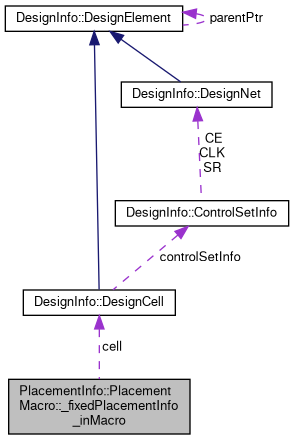 DesignInfo::DesignElement
parentPtr
DesignInfo::DesignNet
CE
CLK
SR
DesignInfo::ControlSetInfo
controlSetInfo
DesignInfo::DesignCell
cell
PlacementInfo::Placement
Macro::_fixedPlacementInfo
_inMacro